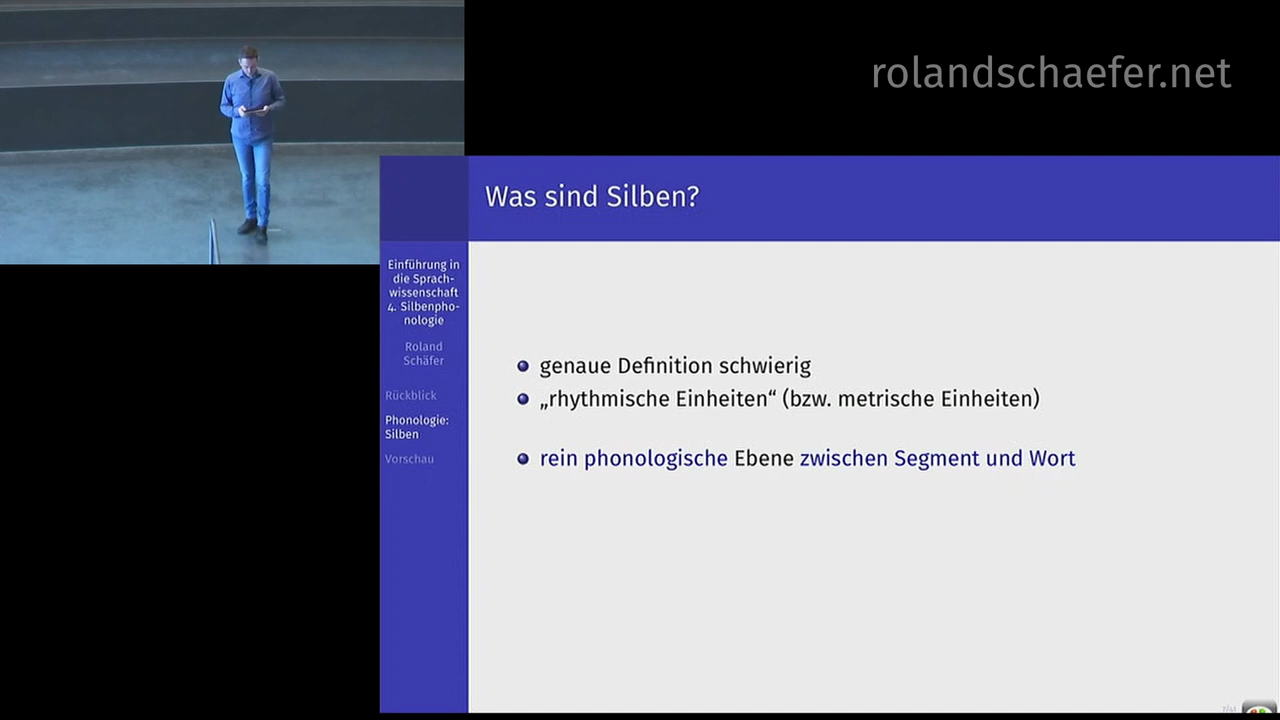 rolandschaefer.net
Was sind Silben?
Einführung in
die Sprach-
wissenschaft
4. Silbenpho-
nologie
Roland
Schäfer
Rückblick
Phonologie:
Silben
Vorschau
genaue Definition schwierig
„rhythmische Einheiten“ (bzw. metrische Einheiten)
rein phonologische Ebene zwischen Segment und Wort